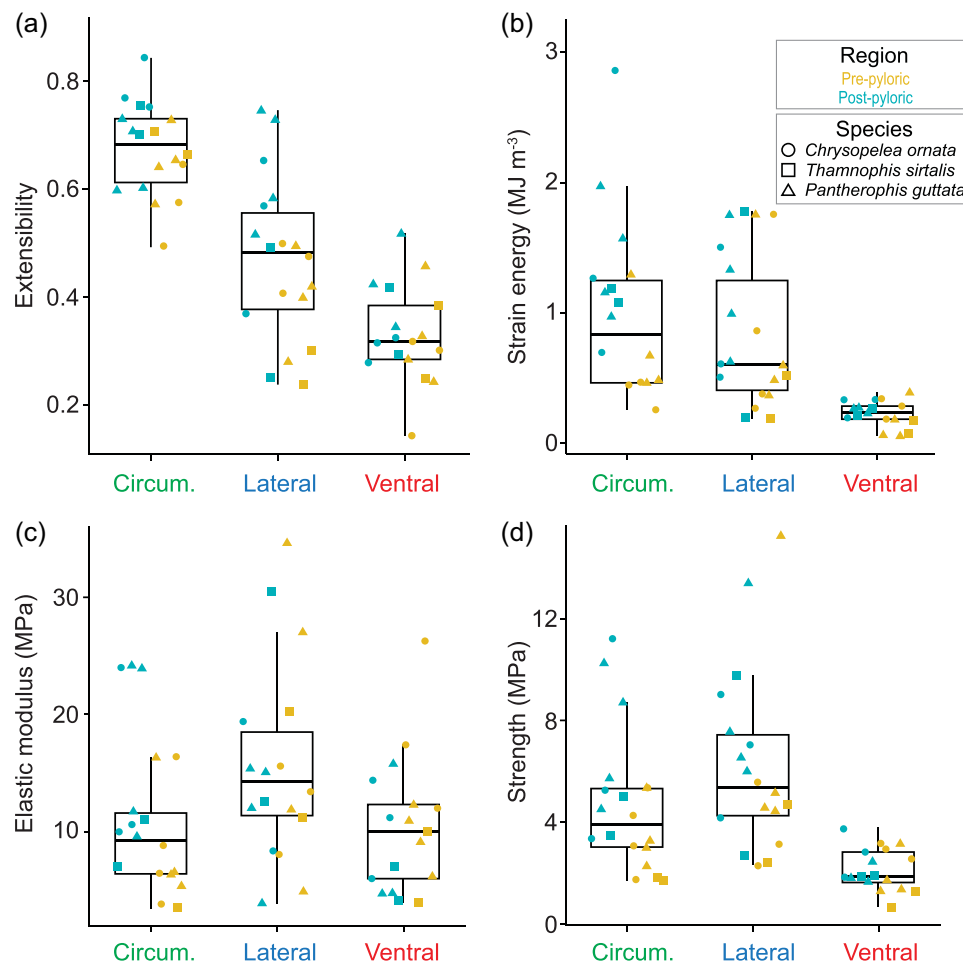 (a)
Extensibility
0.8
0.6
0.4
0.2
Circum. Lateral Ventral
(b)
Strain energy (MJ m⁻³)
3
2
1
0
Region
Pre-pyloric
Post-pyloric
Species
Chrysopelea ornata
Thamnophis sirtalis
Pantherophis guttata
Circum. Lateral Ventral
(c)
Elastic modulus (MPa)
30
20
10
Circum. Lateral Ventral
(d)
Strength (MPa)
12
8
4
0
Circum. Lateral Ventral